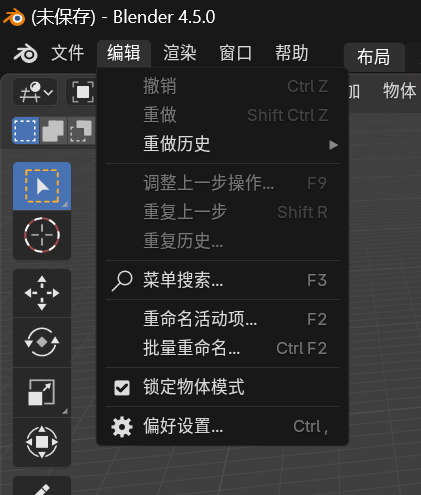 (未保存) - Blender 4.5.0
文件 编辑 渲染 窗口 帮助 布局
加 物体
撤销 Ctrl Z
重做 Shift Ctrl Z
重做历史
调整上一步操作... F9
重复上一步 Shift R
重复历史...
菜单搜索... F3
重命名活动项... F2
批量重命名... Ctrl F2
锁定物体模式
偏好设置... Ctrl ,